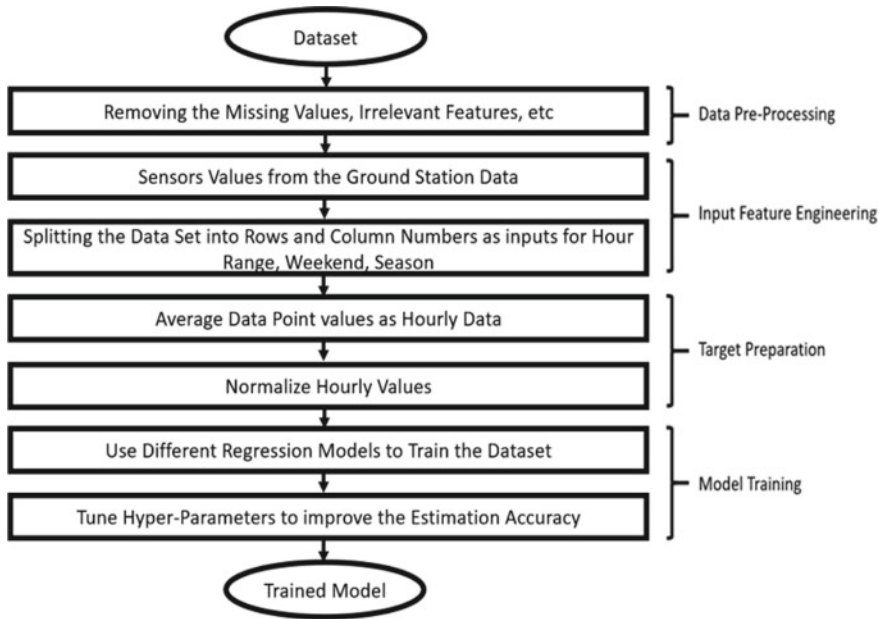 Dataset
Removing the Missing Values, Irrelevant Features, etc
Data Pre-Processing
Sensors Values from the Ground Station Data
Input Feature Engineering
Splitting the Data Set into Rows and Column Numbers as inputs for Hour
Range, Weekend, Season
Average Data Point values as Hourly Data
Target Preparation
Normalize Hourly Values
Use Different Regression Models to Train the Dataset
Model Training
Tune Hyper-Parameters to improve the Estimation Accuracy
Trained Model